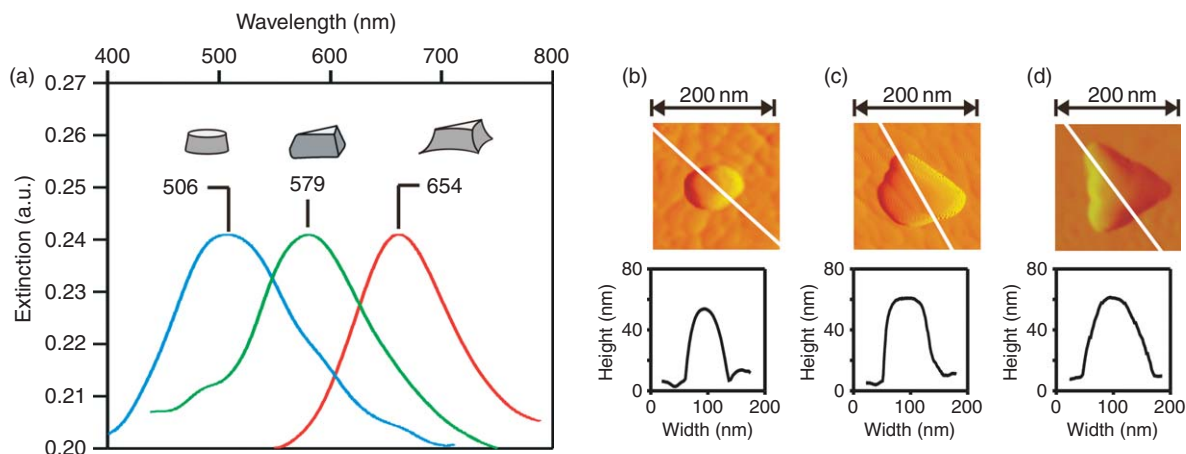 Wavelength (nm)
(a)
400 500 600 700 800
0.27
0.26
0.25
0.24
0.23
0.22
0.21
0.20
Extinction (a.u.)
506
579
654
(b)
200 nm
80
40
0
Height (nm)
0 100 200
Width (nm)
(c)
200 nm
80
40
0
Height (nm)
0 100 200
Width (nm)
(d)
200 nm
80
40
0
Height (nm)
0 100 200
Width (nm)